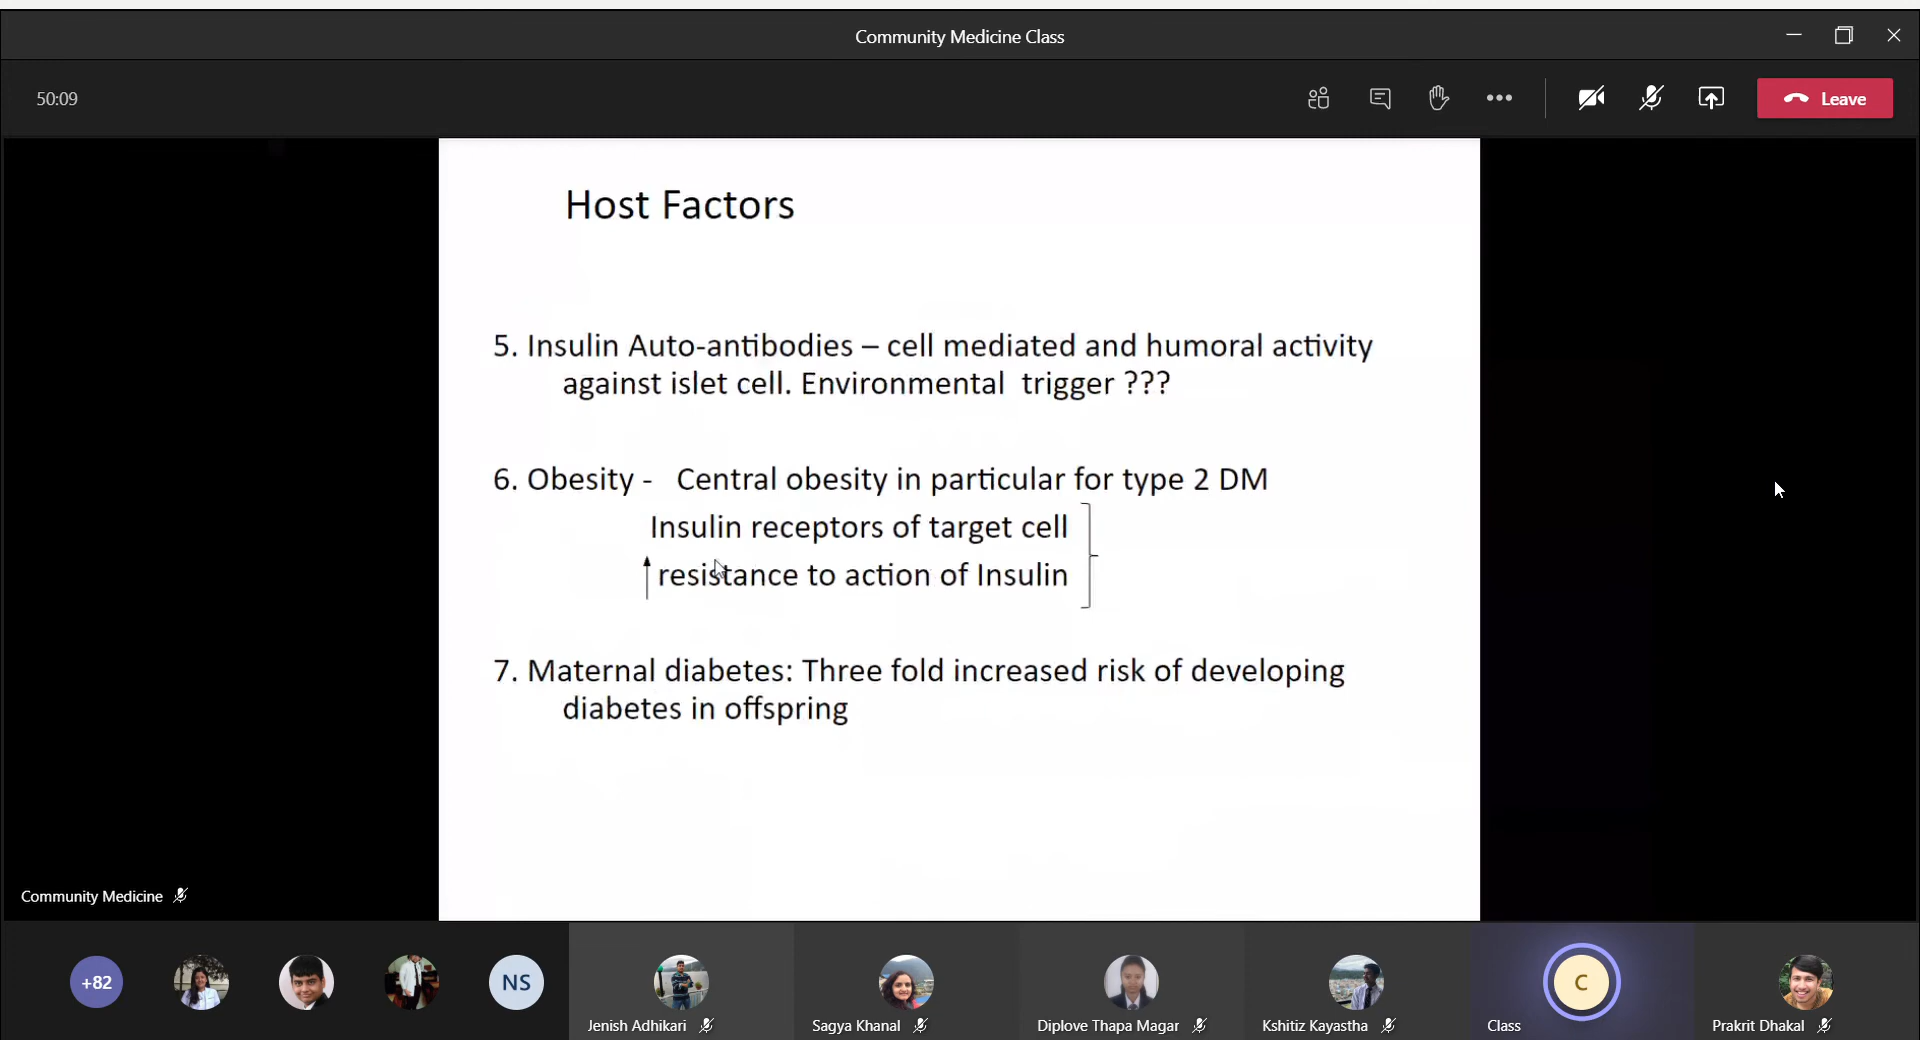 Community Medicine Class
50:09
Leave
Host Factors
5. Insulin Auto-antibodies – cell mediated and humoral activity
against islet cell. Environmental trigger ???
6. Obesity - Central obesity in particular for type 2 DM
Insulin receptors of target cell
resistance to action of Insulin
7. Maternal diabetes: Three fold increased risk of developing
diabetes in offspring
Community Medicine
+82
NS
C
Jenish Adhikari
Sagya Khanal
Diplove Thapa Magar
Kshitiz Kayastha
Class
Prakrit Dhakal